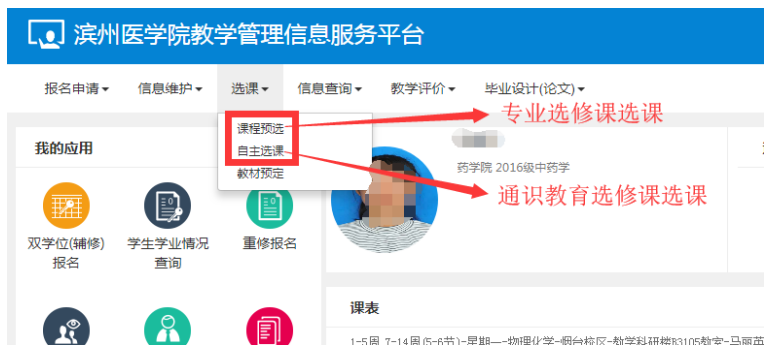 滨州医学院教学管理信息服务平台
报名申请 信息维护 选课 信息查询 教学评价 毕业设计(论文)
专业选修课选课
课程预选
自主选课
教材预定
我的应用
药学院 2016级中药学
通识教育选修课选课
双学位(辅修)
报名
学生学业情况
查询
重修报名
课表
1-5周,7-14周(5-6节)-星期一-物理化学-烟台校区-教学科研楼B3105教室-马丽英